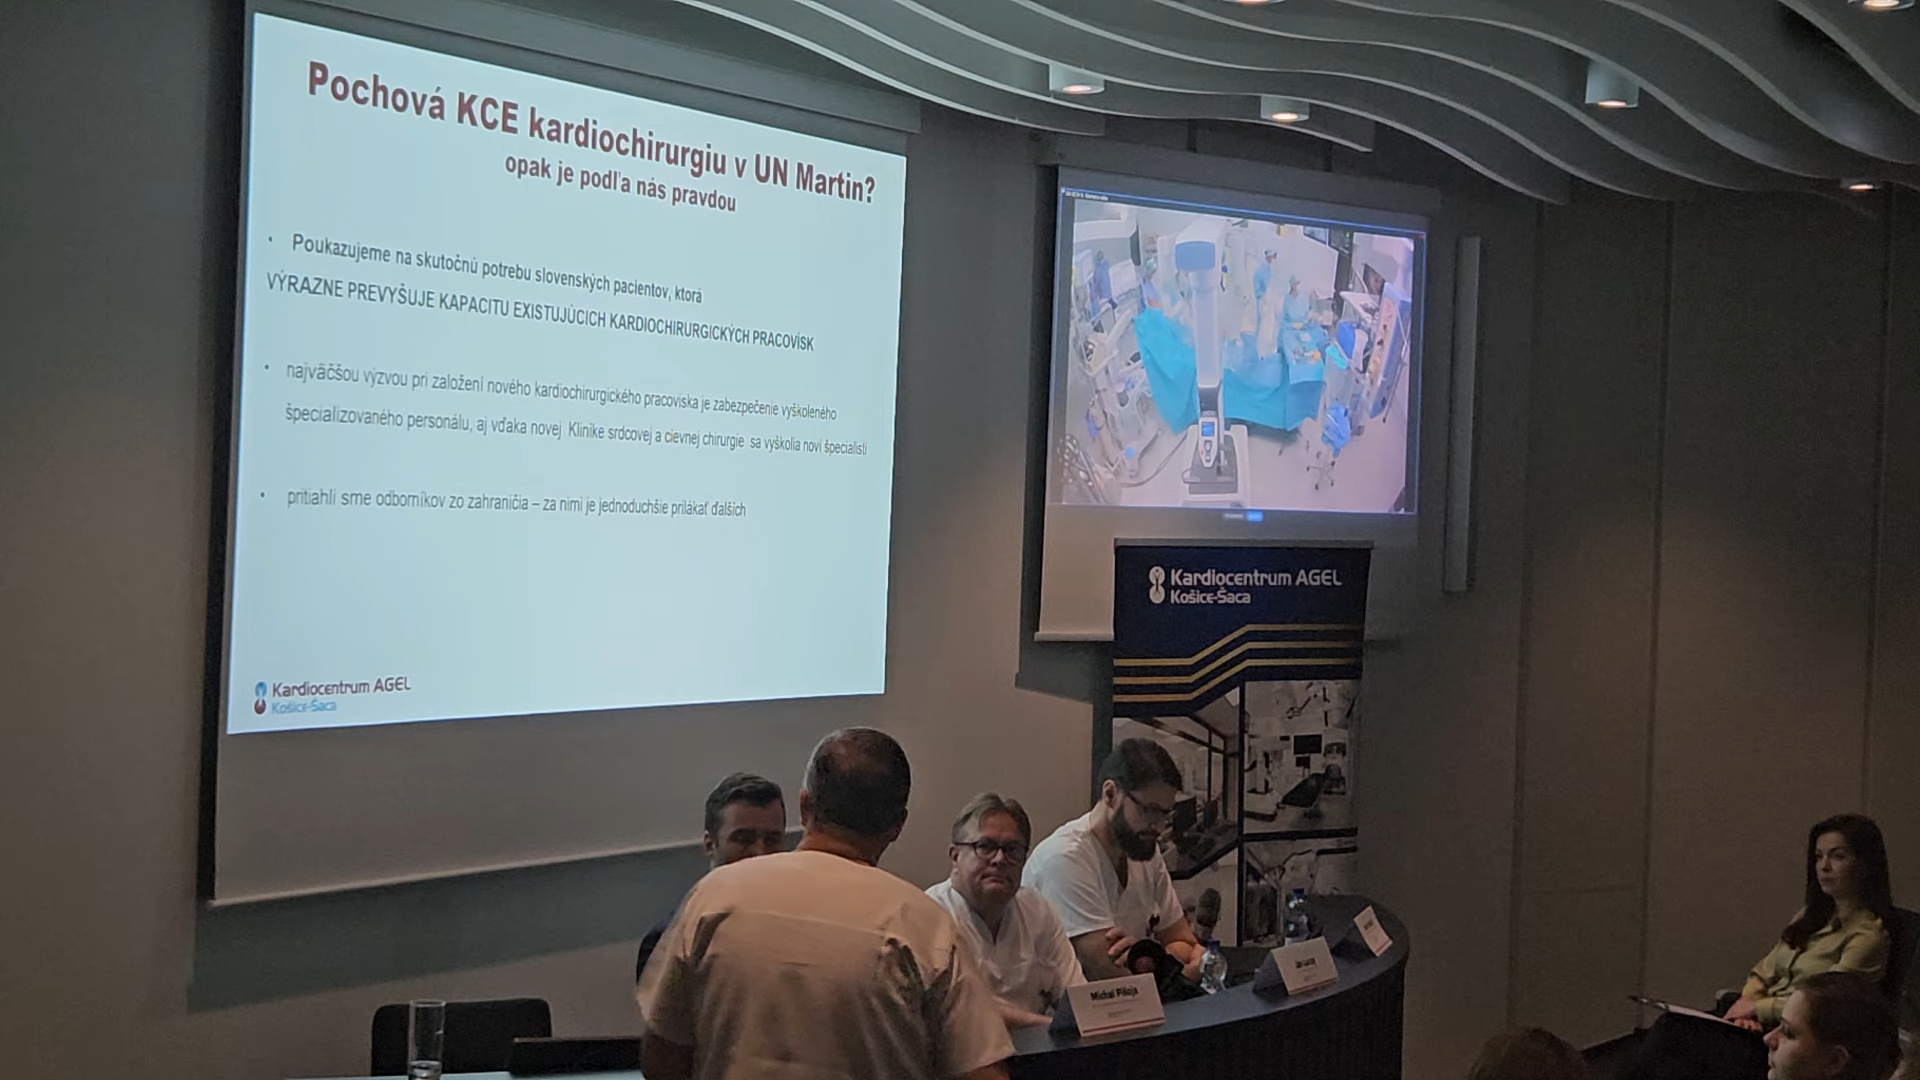 Pochová KCE kardiochirurgiu v UN Martin?
opak je podľa nás pravdou
• Poukazujeme na skutočnú potrebu slovenských pacientov, ktorá
VÝRAZNE PREVYŠUJE KAPACITU EXISTUJÚCICH KARDIOCHIRURGICKÝCH PRACOVÍSK
• najväčšou výzvou pri založení nového kardiochirurgického pracoviska je zabezpečenie vyškoleného
špecializovaného personálu, aj vďaka novej Klinike srdcovej a cievnej chirurgie sa vyškolia noví špecialisti
• pritiahli sme odborníkov zo zahraničia – za nimi je jednoduchšie prilákať ďalších
Kardiocentrum AGEL
Košice-Šaca
Kardiocentrum AGEL
Košice-Šaca
Michal Pišoja